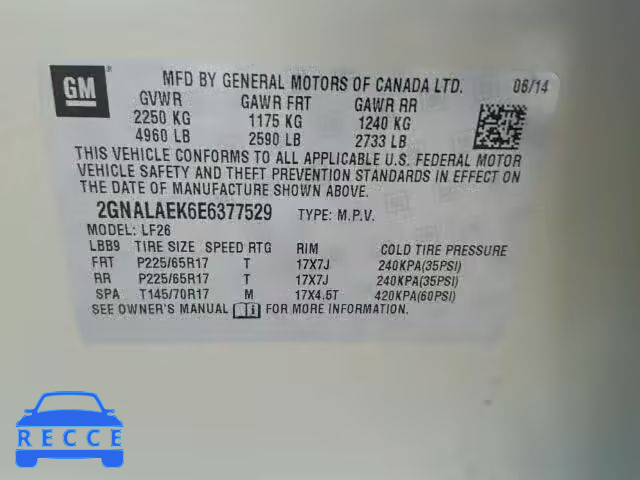 GM
MFD BY GENERAL MOTORS OF CANADA LTD. 06/14
GVWR GAWR FRT GAWR RR
2250 KG 1175 KG 1240 KG
4960 LB 2590 LB 2733 LB
THIS VEHICLE CONFORMS TO ALL APPLICABLE U.S. FEDERAL MOTOR
VEHICLE SAFETY AND THEFT PREVENTION STANDARDS IN EFFECT ON
THE DATE OF MANUFACTURE SHOWN ABOVE.
2GNALAEK6E6377529 TYPE: M.P.V.
MODEL: LF26
LBB9 TIRE SIZE SPEED RTG RIM COLD TIRE PRESSURE
FRT P225/65R17 T 17X7J 240KPA(35PSI)
RR P225/65R17 T 17X7J 240KPA(35PSI)
SPA T145/70R17 M 17X4.5T 420KPA(60PSI)
SEE OWNER'S MANUAL FOR MORE INFORMATION.
RECCE